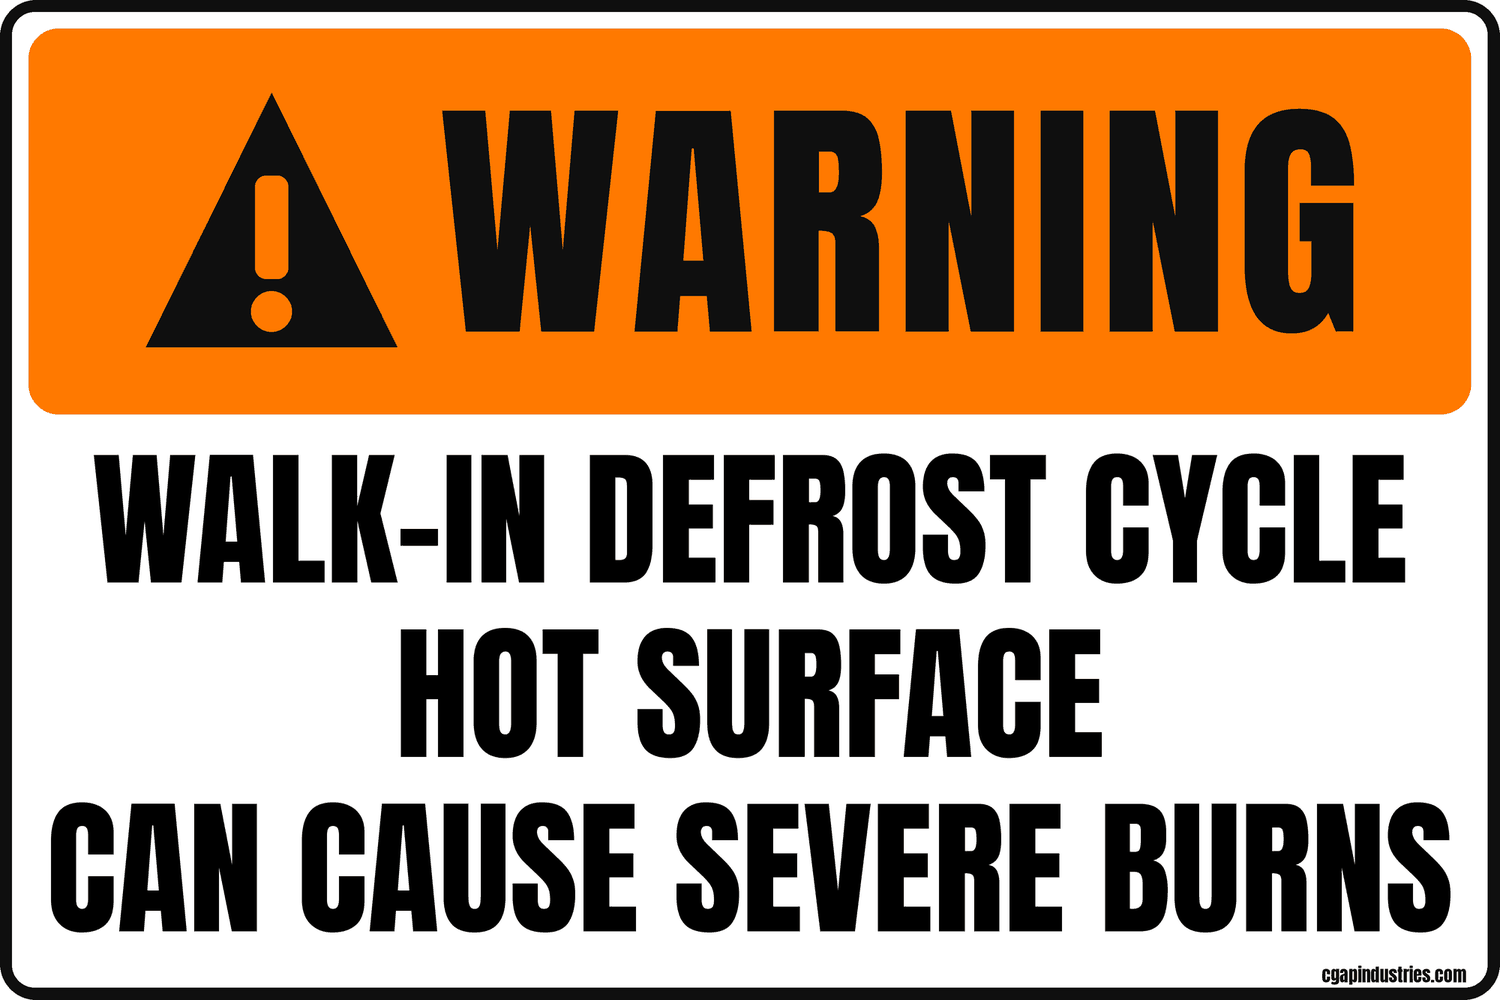 WARNING
WALK-IN DEFROST CYCLE
HOT SURFACE
CAN CAUSE SEVERE BURNS
cgapindustries.com